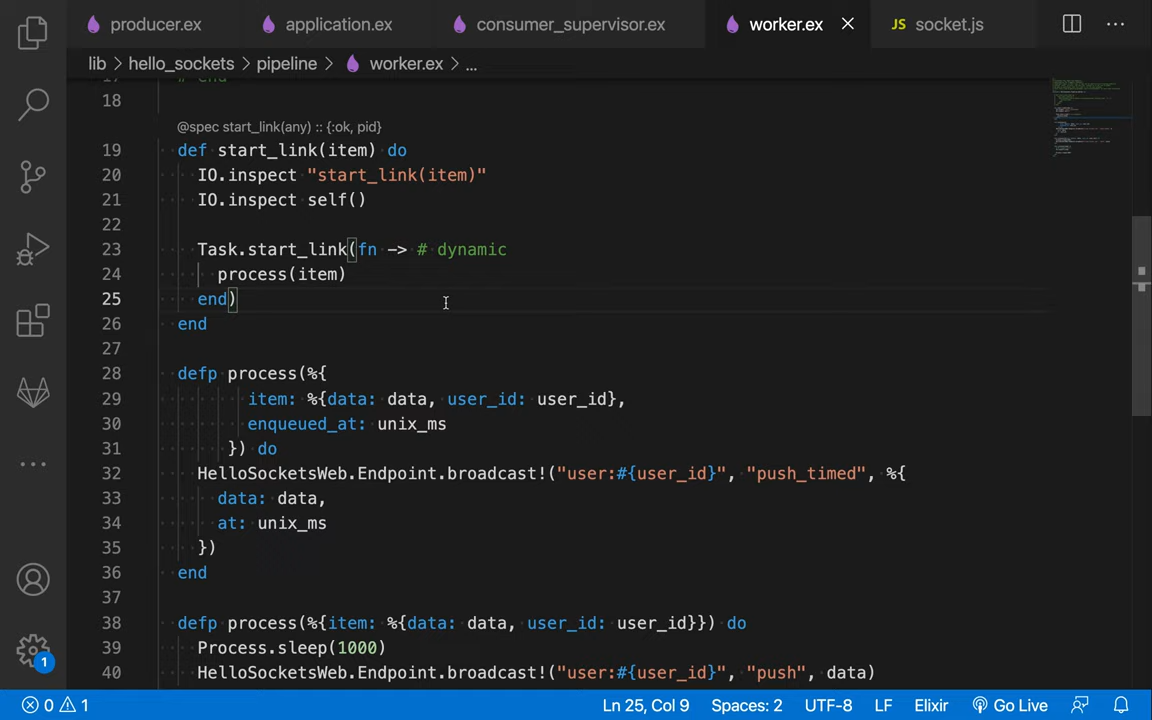 producer.ex application.ex consumer_supervisor.ex worker.ex JS socket.js ...
lib > hello_sockets > pipeline > worker.ex > ...
17 # end
18
@spec start_link(any) :: {:ok, pid}
19 def start_link(item) do
20 IO.inspect "start_link(item)"
21 IO.inspect self()
22
23 Task.start_link(fn -> # dynamic
24 process(item)
25 end)
26 end
27
28 defp process(%{
29 item: %{data: data, user_id: user_id},
30 enqueued_at: unix_ms
31 }) do
32 HelloSocketsWeb.Endpoint.broadcast!("user:#{user_id}", "push_timed", %{
33 data: data,
34 at: unix_ms
35 })
36 end
37
38 defp process(%{item: %{data: data, user_id: user_id}}) do
39 Process.sleep(1000)
40 HelloSocketsWeb.Endpoint.broadcast!("user:#{user_id}", "push", data)
1
0 1 Ln 25, Col 9 Spaces: 2 UTF-8 LF Elixir Go Live